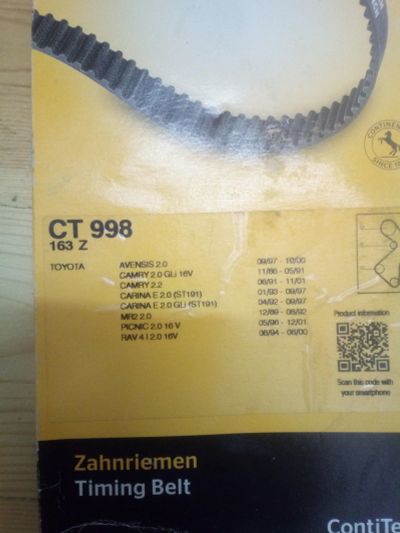 CONTINENTAL
SINCE
CT 998
163 Z
TOYOTA
AVENSIS 2.0 09/97 - 10/00
CAMRY 2.0 GLi 16V 11/86 - 05/91
CAMRY 2.2 06/91 - 11/01
CARINA E 2.0 (ST191) 01/93 - 09/97
CARINA E 2.0 GLi (ST191) 04/92 - 09/97
MR2 2.0 12/89 - 08/92
PICNIC 2.0 16 V 05/96 - 12/01
RAV 4 I 2.0 16V 06/94 - 06/00
Product information
Scan this code with
your smartphone
Zahnriemen
Timing Belt
ContiTe